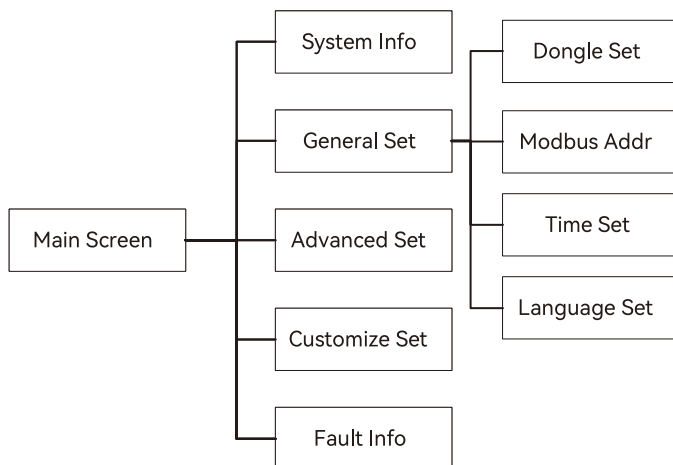 Main Screen
System Info
General Set
Advanced Set
Customize Set
Fault Info
Dongle Set
Modbus Addr
Time Set
Language Set